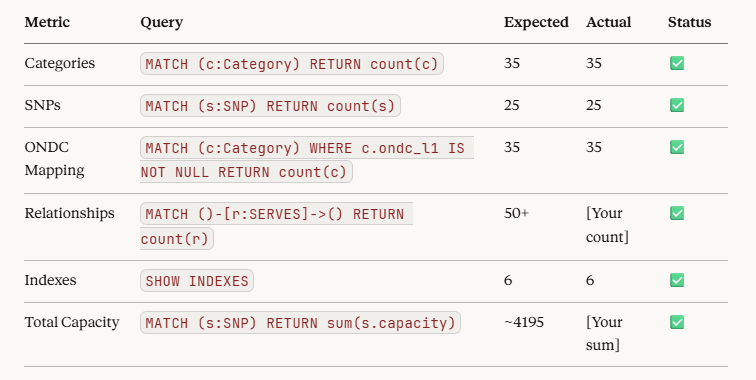 Metric Query Expected Actual Status
Categories MATCH (c:Category) RETURN count(c) 35 35 ✅
SNPs MATCH (s:SNP) RETURN count(s) 25 25 ✅
ONDC MATCH (c:Category) WHERE c.ondc_l1 IS 35 35 ✅
Mapping NOT NULL RETURN count(c)
Relationships MATCH ()-[r:SERVES]->() RETURN 50+ [Your ✅
count(r) count]
Indexes SHOW INDEXES 6 6 ✅
Total Capacity MATCH (s:SNP) RETURN sum(s.capacity) ~4195 [Your ✅
sum]